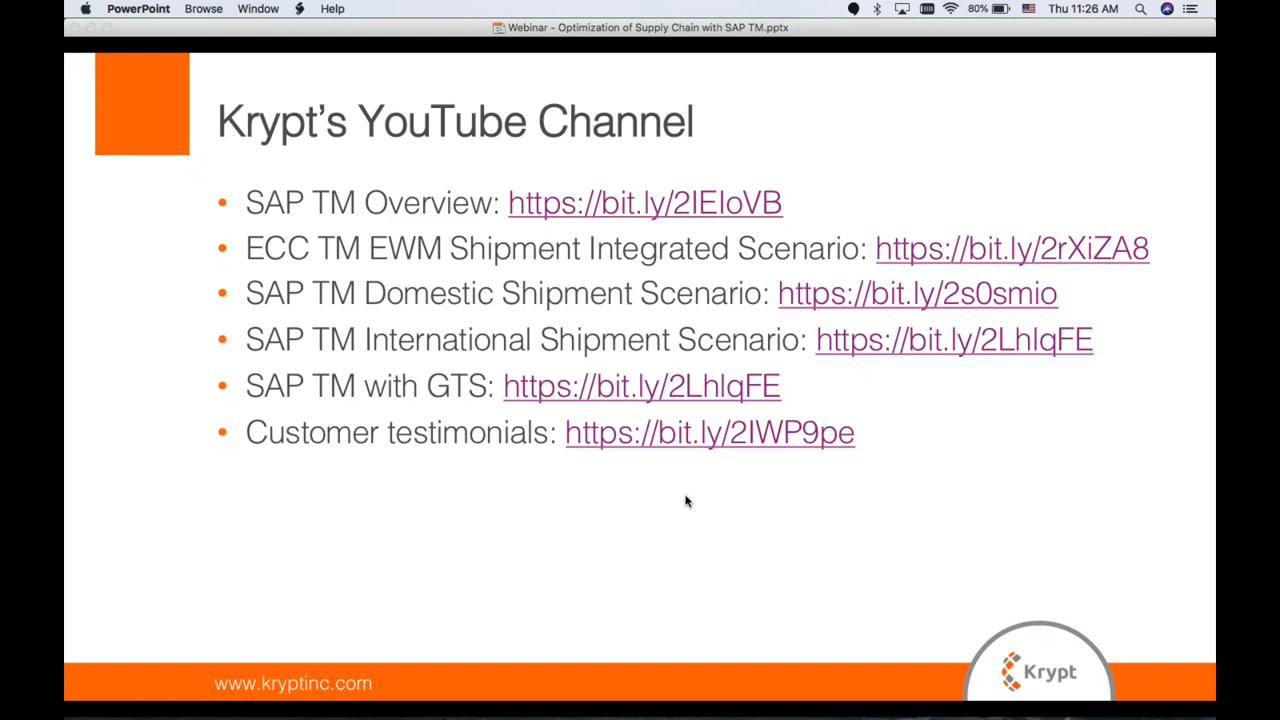 PowerPoint Browse Window Help 80% Thu 11:26 AM
Webinar - Optimization of Supply Chain with SAP TM.pptx
Krypt’s YouTube Channel
• SAP TM Overview: https://bit.ly/2IEIoVB
• ECC TM EWM Shipment Integrated Scenario: https://bit.ly/2rXiZA8
• SAP TM Domestic Shipment Scenario: https://bit.ly/2s0smio
• SAP TM International Shipment Scenario: https://bit.ly/2LhlqFE
• SAP TM with GTS: https://bit.ly/2LhlqFE
• Customer testimonials: https://bit.ly/2IWP9pe
www.kryptinc.com
Krypt